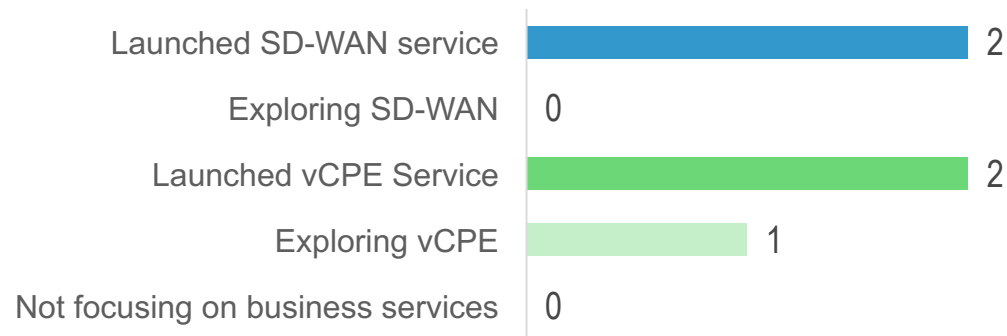 Launched SD-WAN service 2
Exploring SD-WAN 0
Launched vCPE Service 2
Exploring vCPE 1
Not focusing on business services 0